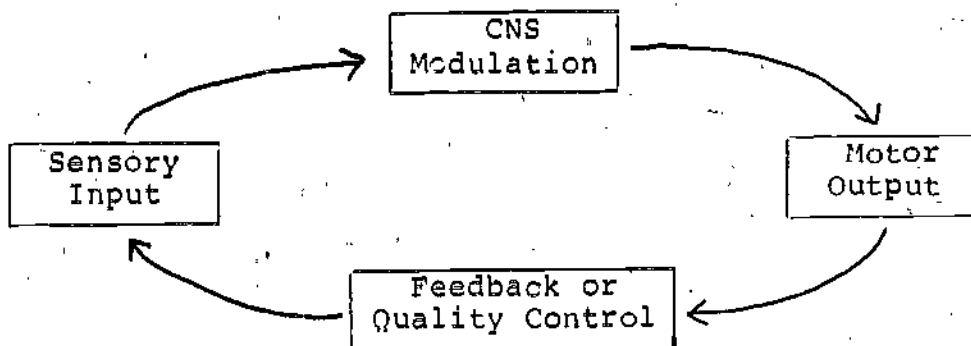 CNS
Modulation
Sensory
Input
Motor
Output
Feedback or
Quality Control